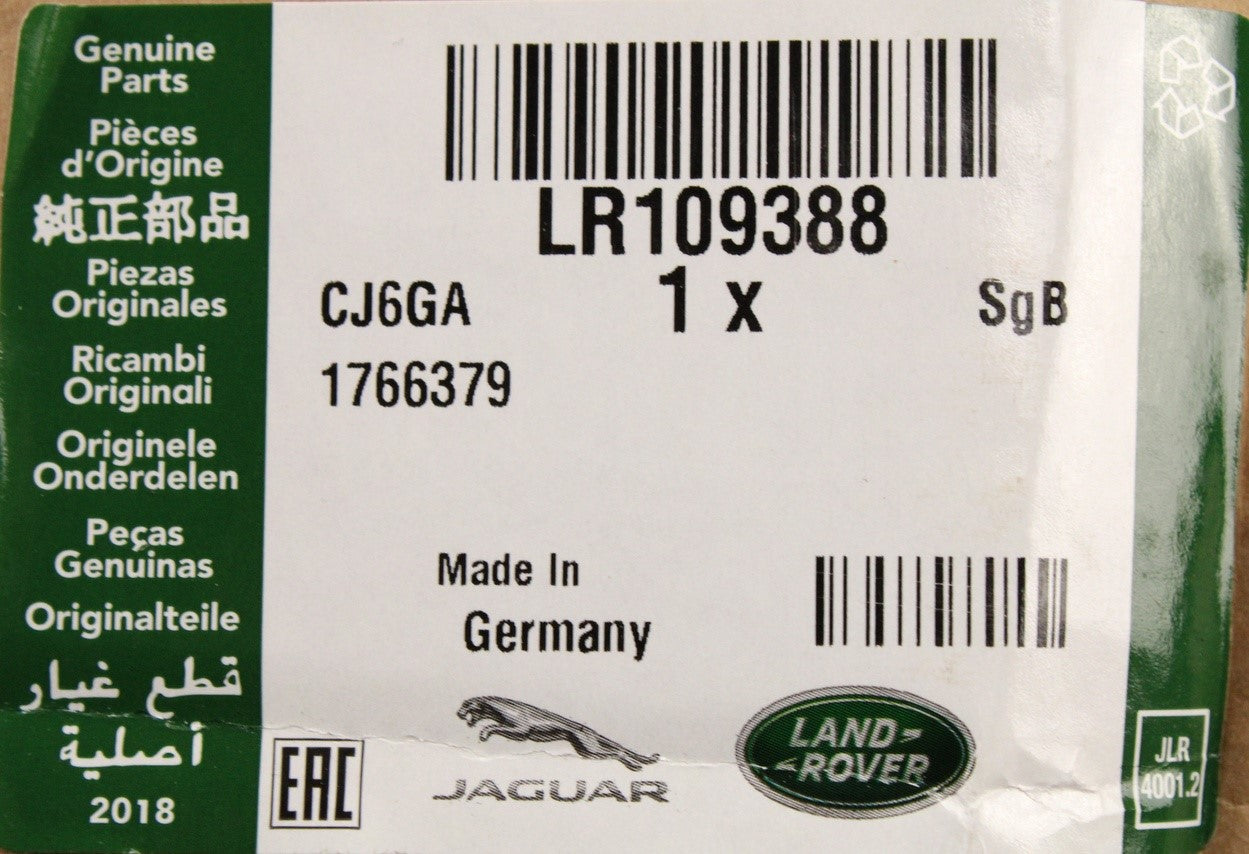 Genuine
Parts
Pièces
d'Origine
純正部品
Piezas
Originales
Ricambi
Originali
Originele
Onderdelen
Peças
Genuínas
Originalteile
قطع غيار
أصلية
2018
LR109388
CJ6GA
1 x
SgB
1766379
Made In
Germany
EAC
JAGUAR
LAND-
-ROVER
JLR
4001.2